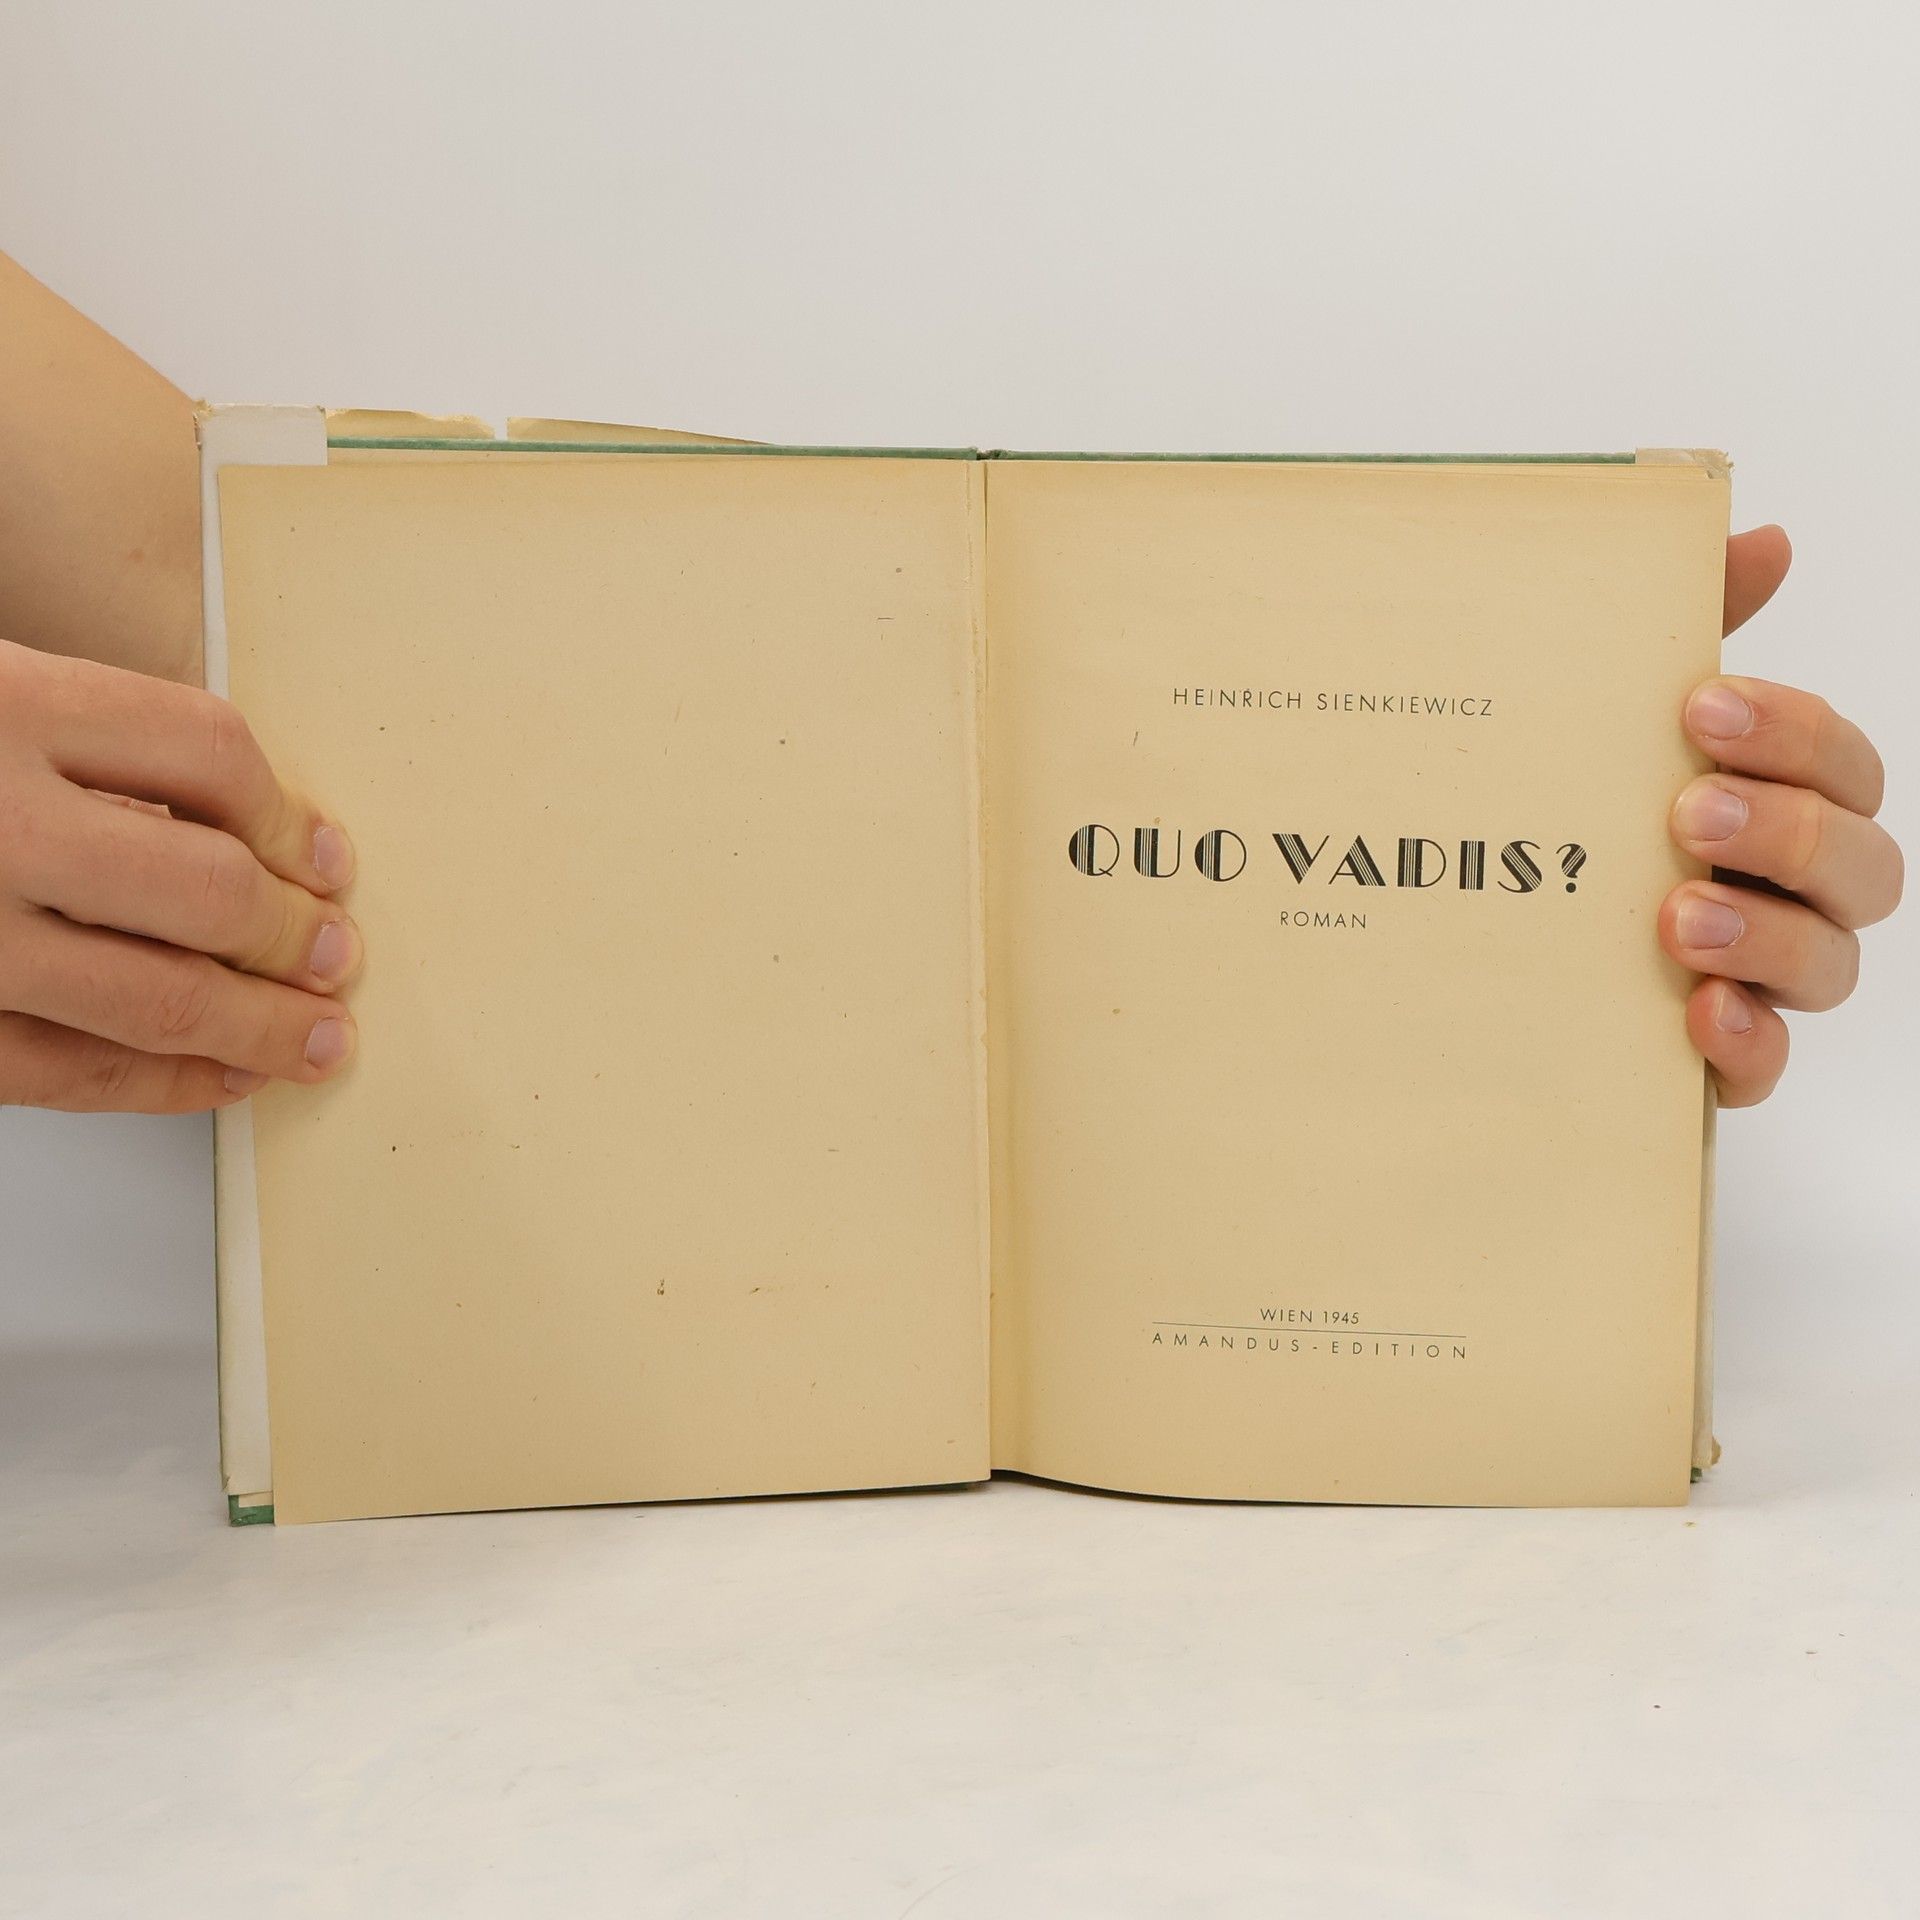 HEINRICH SIENKIEWICZ
QUO VADIS?
ROMAN
WIEN 1945
AMANDUS-EDITION